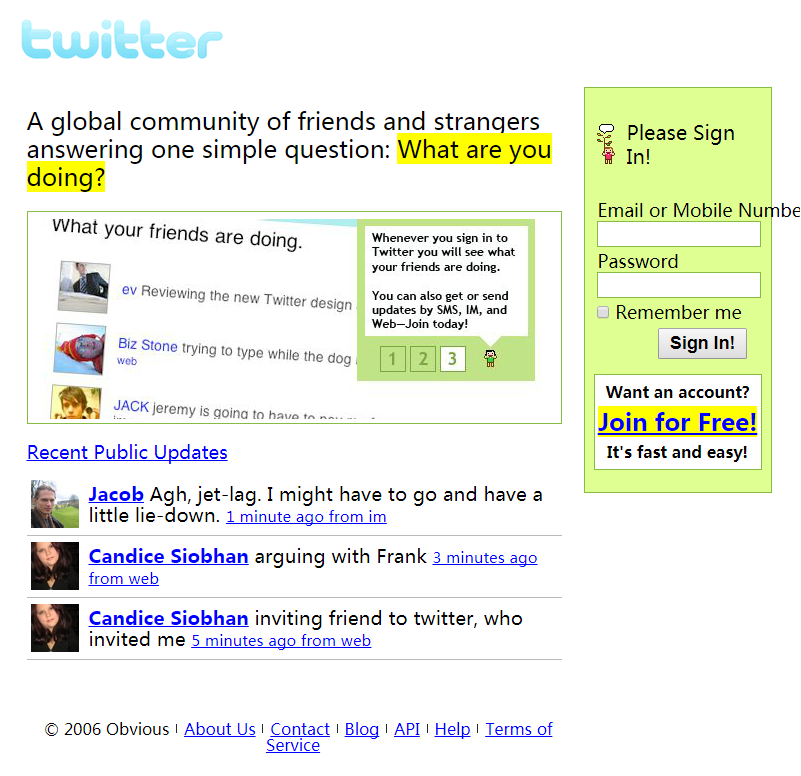 twitter
A global community of friends and strangers
answering one simple question: What are you
doing?
What your friends are doing.
ev Reviewing the new Twitter design
Biz Stone trying to type while the dog
web
JACK jeremy is going to have to
Whenever you sign in to
Twitter you will see what
your friends are doing.
You can also get or send
updates by SMS, IM, and
Web—Join today!
1 2 3
Recent Public Updates
Jacob Agh, jet-lag. I might have to go and have a
little lie-down. 1 minute ago from im
Candice Siobhan arguing with Frank 3 minutes ago
from web
Candice Siobhan inviting friend to twitter, who
invited me 5 minutes ago from web
Please Sign
In!
Email or Mobile Numbe
Password
Remember me
Sign In!
Want an account?
Join for Free!
It's fast and easy!
© 2006 Obvious | About Us | Contact | Blog | API | Help | Terms of
Service